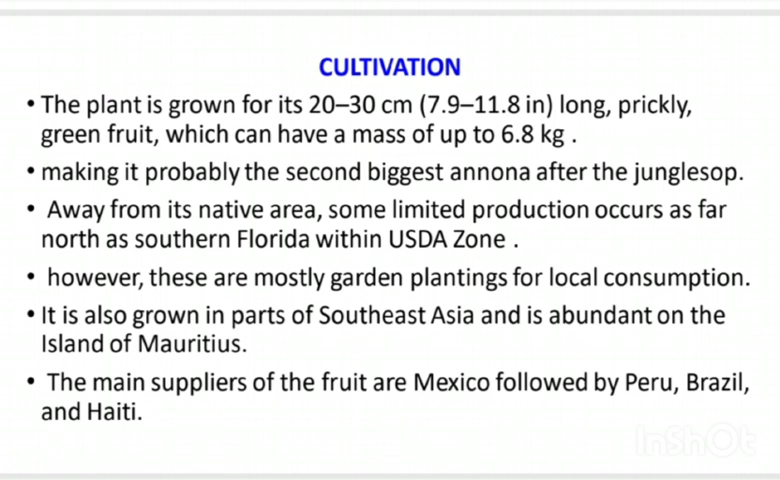 CULTIVATION
• The plant is grown for its 20–30 cm (7.9–11.8 in) long, prickly,
green fruit, which can have a mass of up to 6.8 kg .
• making it probably the second biggest annona after the junglesop.
• Away from its native area, some limited production occurs as far
north as southern Florida within USDA Zone .
• however, these are mostly garden plantings for local consumption.
• It is also grown in parts of Southeast Asia and is abundant on the
Island of Mauritius.
• The main suppliers of the fruit are Mexico followed by Peru, Brazil,
and Haiti.
InShOt